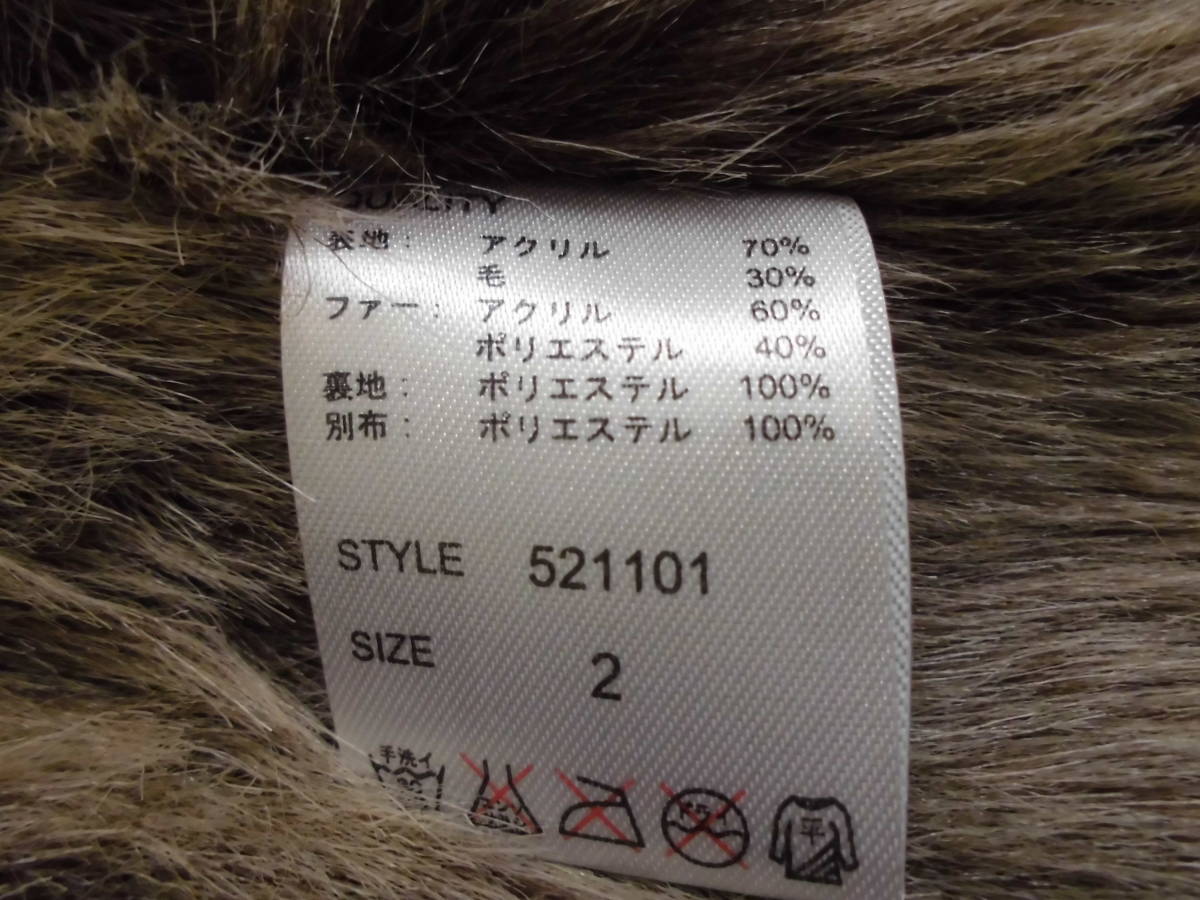 QUALITY
表地： アクリル 70%
毛 30%
ファー： アクリル 60%
ポリエステル 40%
裏地： ポリエステル 100%
別布： ポリエステル 100%
STYLE 521101
SIZE 2
手洗イ
平